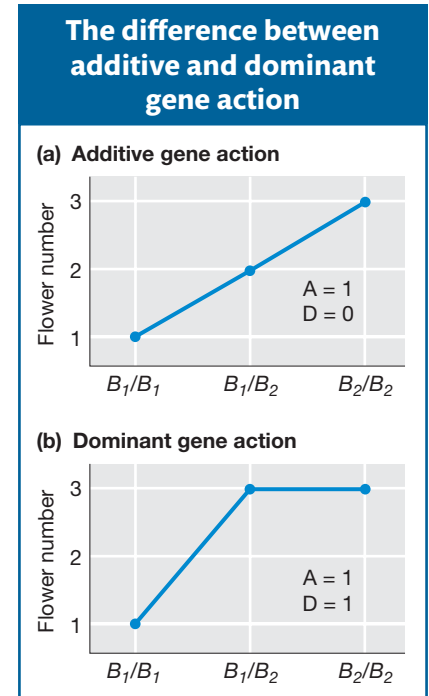 The difference between
additive and dominant
gene action
(a) Additive gene action
Flower number
3
2
1
A = 1
D = 0
B₁/B₁ B₁/B₂ B₂/B₂
(b) Dominant gene action
Flower number
3
2
1
A = 1
D = 1
B₁/B₁ B₁/B₂ B₂/B₂